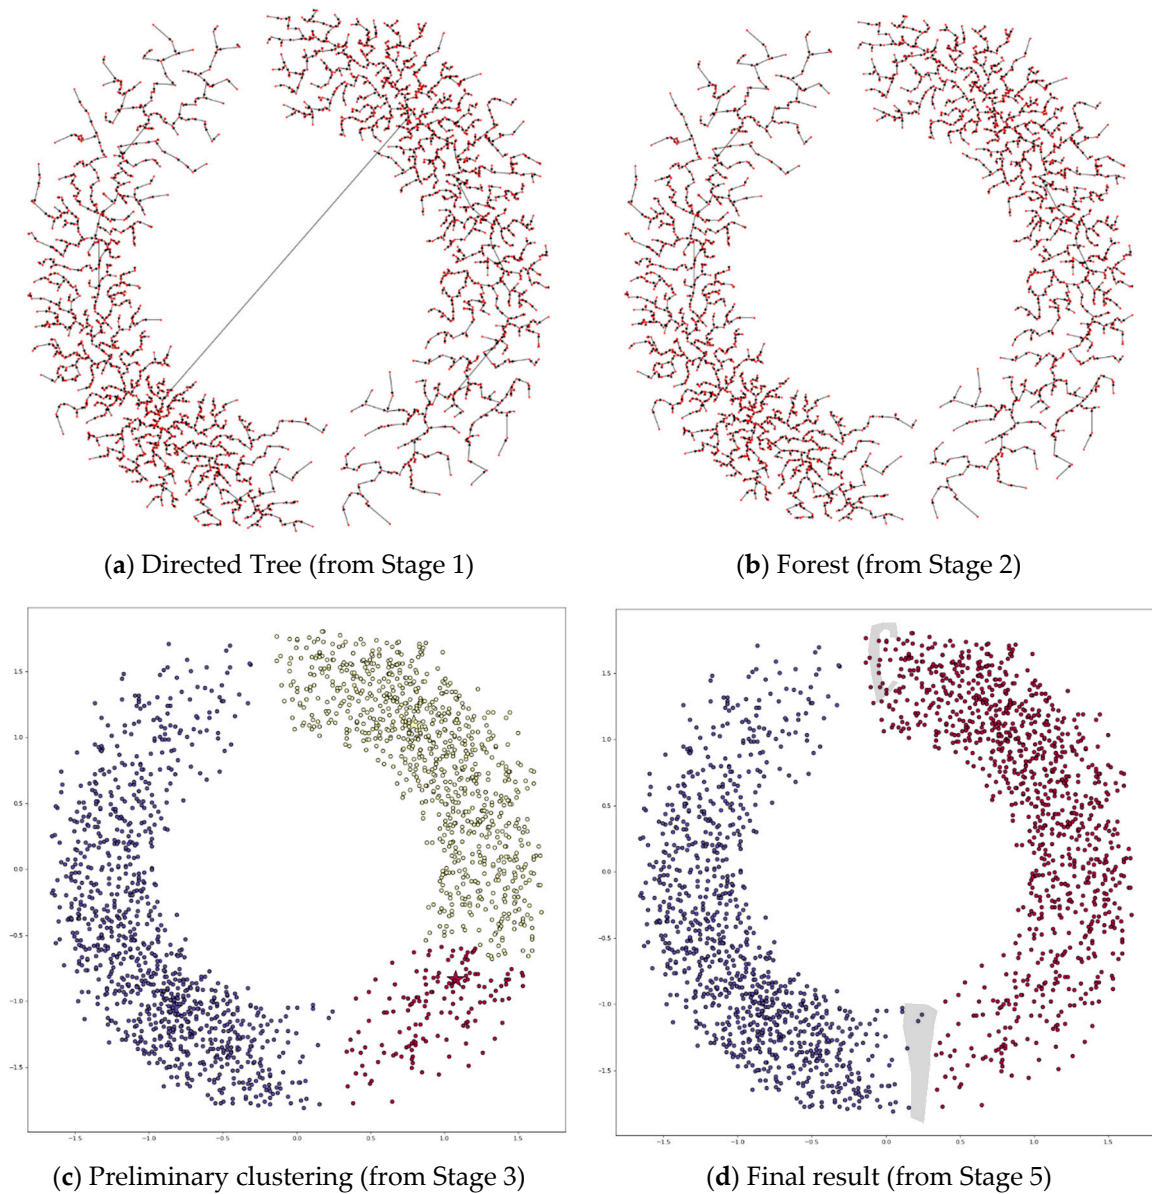 (a) Directed Tree (from Stage 1)
(b) Forest (from Stage 2)
1.5
1.0
0.5
0.0
−0.5
−1.0
−1.5
−1.5 −1.0 −0.5 0.0 0.5 1.0 1.5
1.5
1.0
0.5
0.0
−0.5
−1.0
−1.5
−1.5 −1.0 −0.5 0.0 0.5 1.0 1.5
(c) Preliminary clustering (from Stage 3)
(d) Final result (from Stage 5)